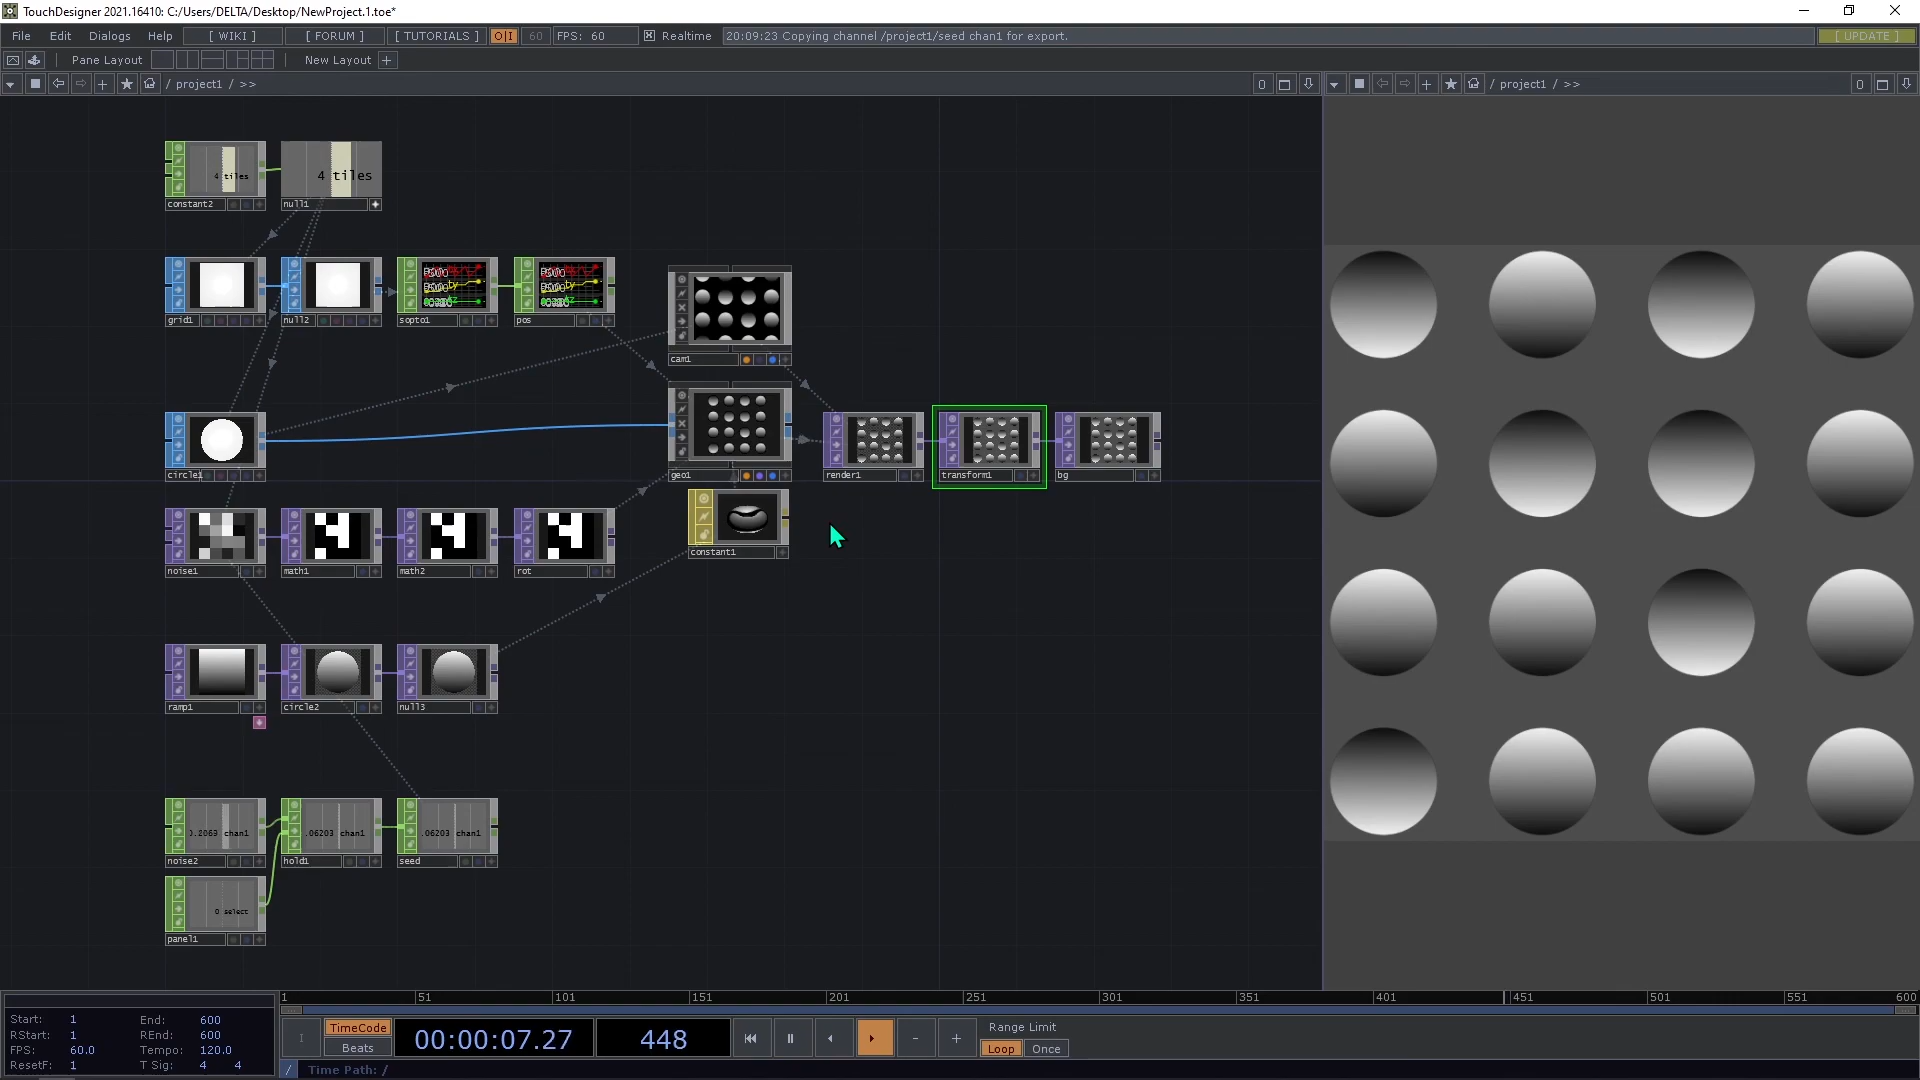 TouchDesigner 2021.16410: C:/Users/DELTA/Desktop/NewProject.1.toe*
File Edit Dialogs Help [ WIKI ] [ FORUM ] [ TUTORIALS ] O|I 60 FPS: 60 Realtime 20:09:23 Copying channel /project1/seed chan1 for export. [ UPDATE ]
Pane Layout New Layout +
/ project1 / >> 0 / project1 / >> 0
4 tiles 4 tiles
constant2 null1
grid1 null2 sopto1 pos
cam1
circle1 geo1 render1 transform1 bg
constant1
noise1 math1 math2 rot
ramp1 circle2 null3
0.2069 chan1 .06203 chan1 .06203 chan1
noise2 hold1 seed
0 select
panel1
1 51 101 151 201 251 301 351 401 451 501 551 600
Start: 1 End: 600
RStart: 1 REnd: 600
FPS: 60.0 Tempo: 120.0
ResetF: 1 T Sig: 4 4
TimeCode
Beats
00:00:07.27 448
- +
Range Limit
Loop Once
/ Time Path: /